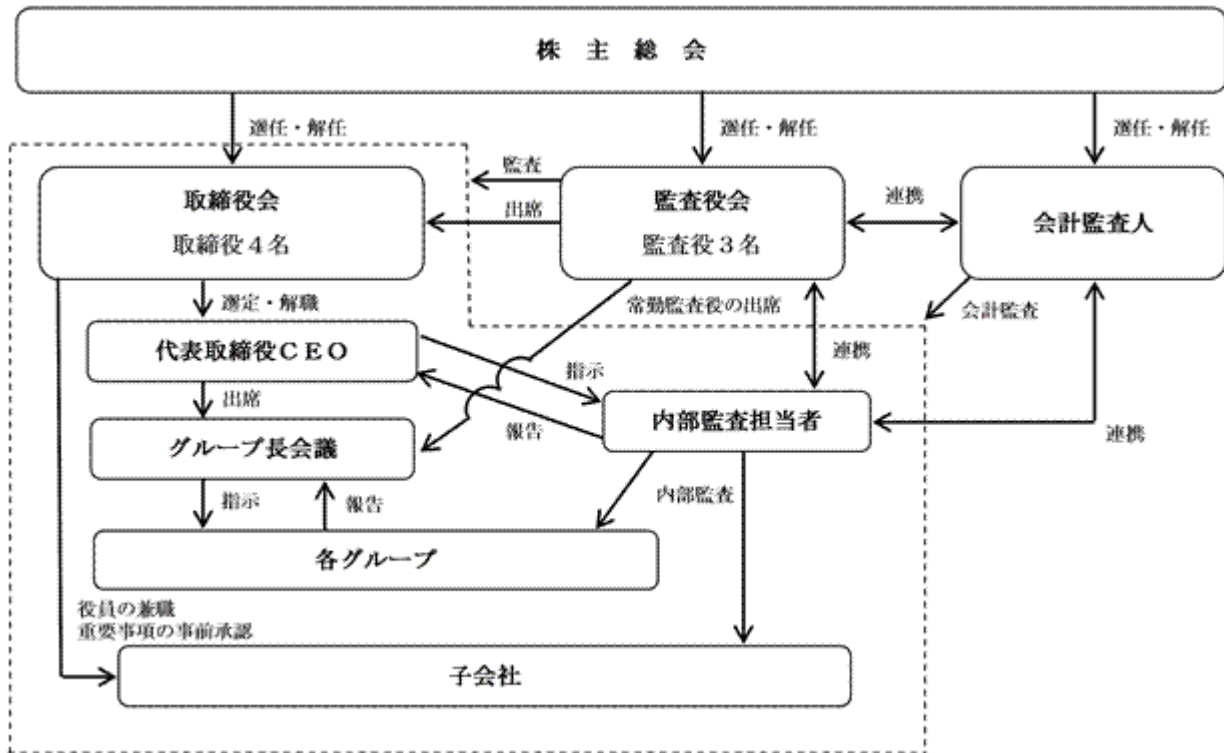 株主総会
選任・解任
選任・解任
選任・解任
取締役会
取締役4名
監査
出席
監査役会
監査役3名
連携
会計監査人
選定・解職
常勤監査役の出席
会計監査
代表取締役CEO
指示
連携
出席
報告
内部監査担当者
連携
グループ長会議
指示
報告
内部監査
各グループ
役員の兼職
重要事項の事前承認
子会社